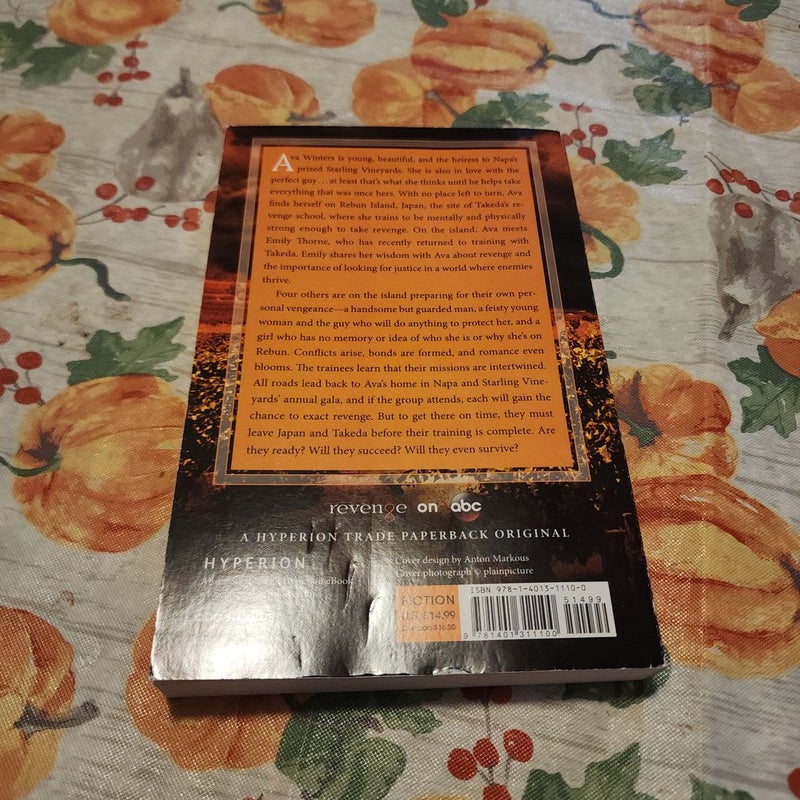 Ava Winters is young, beautiful, and the heiress to Napa's
prized Starling Vineyards. She is also in love with the
perfect guy...at least that's what she thinks until he helps take
everything that was once hers. With no place left to turn, Ava
finds herself on Rebun Island, Japan, the site of Takeda's re-
venge school, where she trains to be mentally and physically
strong enough to take revenge. On the island, Ava meets
Emily Thorne, who has recently returned to training with
Takeda. Emily shares her wisdom with Ava about revenge and
the importance of looking for justice in a world where enemies
thrive.
Four others are on the island preparing for their own per-
sonal vengeance—a handsome but guarded man, a feisty young
woman and the guy who will do anything to protect her, and a
girl who has no memory or idea of who she is or why she's on
Rebun. Conflicts arise, bonds are formed, and romance even
blooms. The trainees learn that their missions are intertwined.
All roads lead back to Ava's home in Napa and Starling Vine-
yards' annual gala, and if the group attends, each will gain the
chance to exact revenge. But to get there on time, they must
leave Japan and Takeda before their training is complete. Are
they ready? Will they succeed? Will they even survive?
revenge on abc
A HYPERION TRADE PAPERBACK ORIGINAL
HYPERION
Cover design by Anton Markous
Cover photograph © plainpicture
FICTION
U.S. $14.99
Canada $16.50
ISBN 978-1-4013-1110-0
51499
9 781401 311100